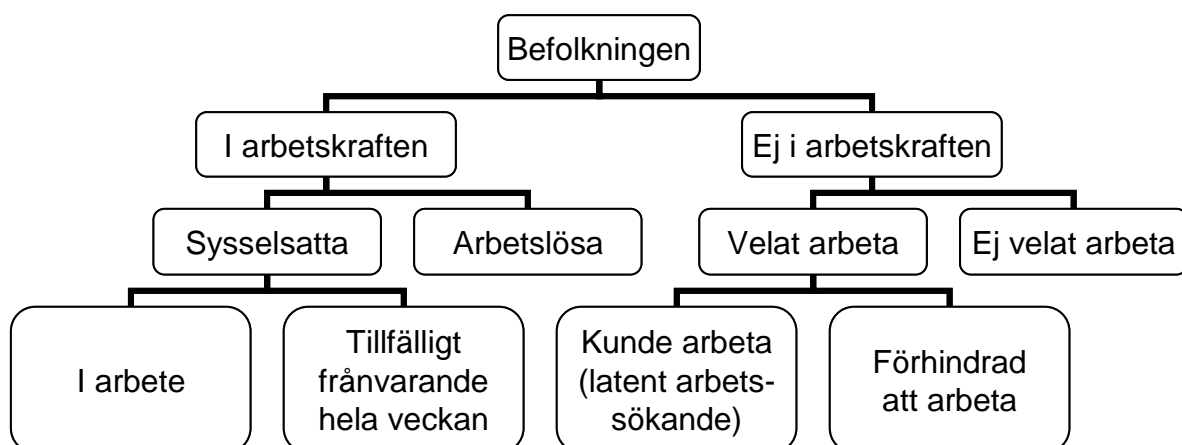 Befolkningen
I arbetskraften
Ej i arbetskraften
Sysselsatta
Arbetslösa
Velat arbeta
Ej velat arbeta
I arbete
Tillfälligt
frånvarande
hela veckan
Kunde arbeta
(latent arbets-
sökande)
Förhindrad
att arbeta